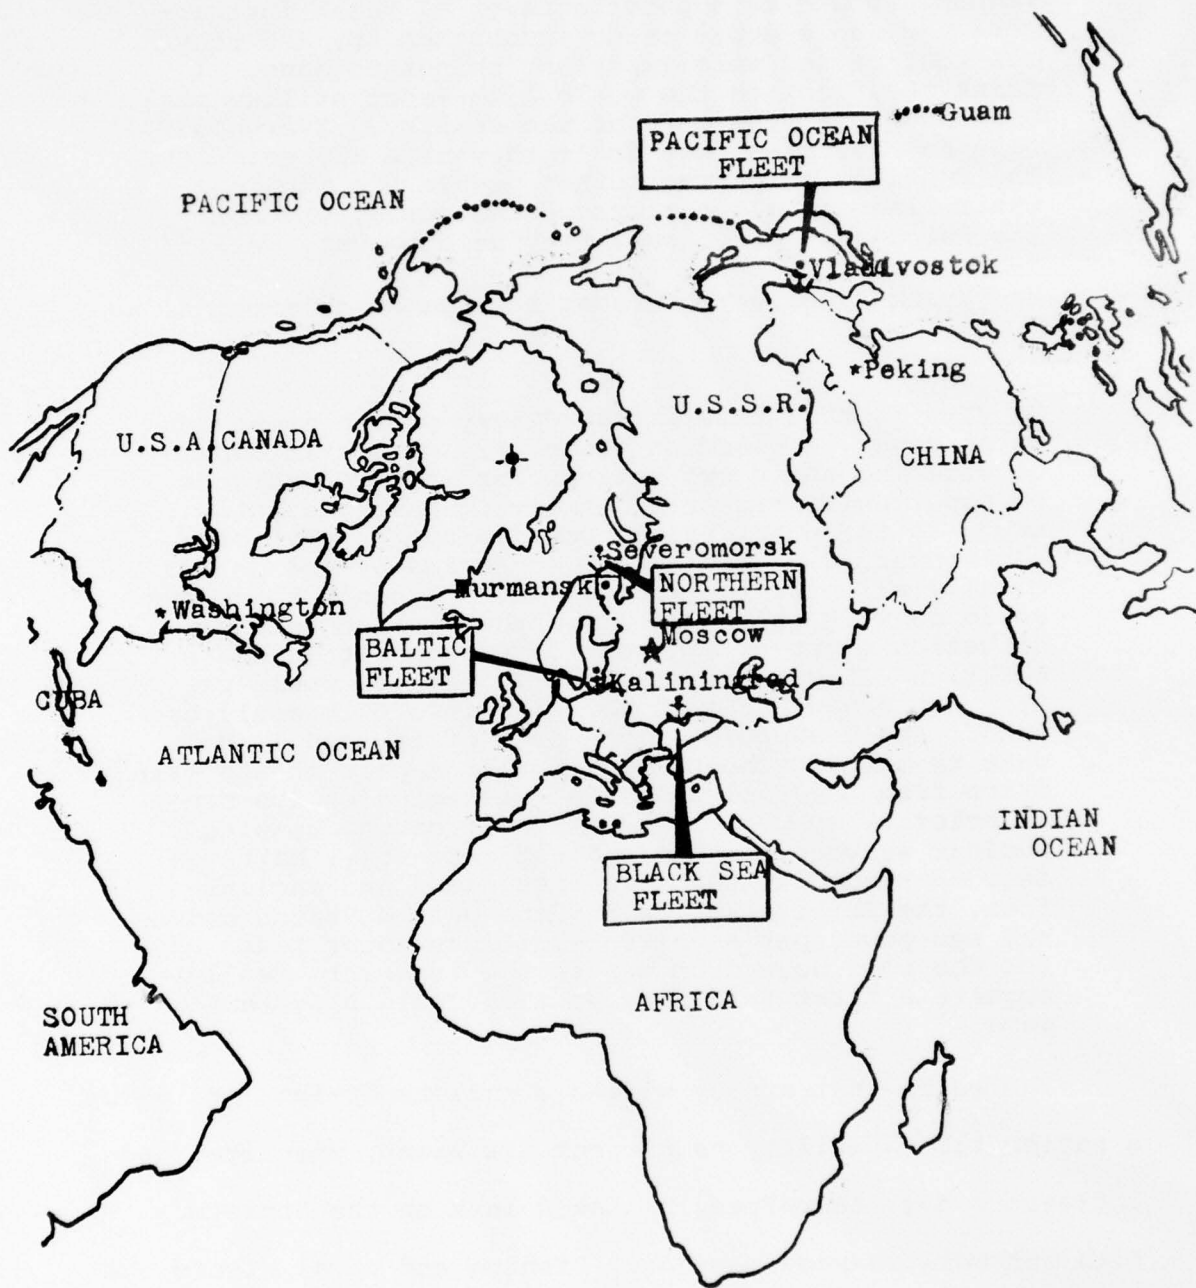 Guam
PACIFIC OCEAN
FLEET
PACIFIC OCEAN
Vladivostok
Peking
U.S.S.R.
U.S.A.
CANADA
CHINA
Severomorsk
Murmansk
NORTHERN
FLEET
Washington
Moscow
BALTIC
FLEET
Kaliningrad
CUBA
ATLANTIC OCEAN
INDIAN
OCEAN
BLACK SEA
FLEET
AFRICA
SOUTH
AMERICA